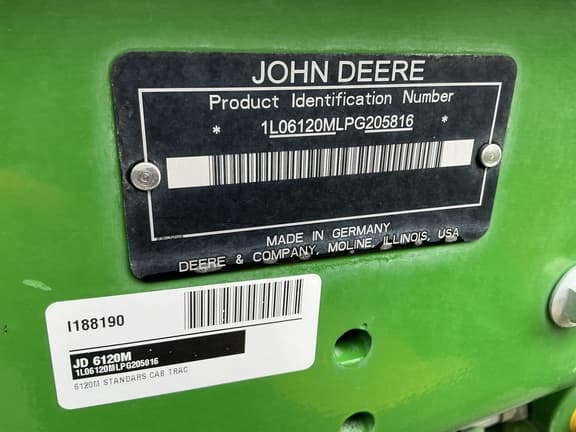 JOHN DEERE
Product Identification Number
* 1L06120MLPG205816 *
MADE IN GERMANY
DEERE & COMPANY, MOLINE, ILLINOIS, USA
I188190
JD 6120M
1L06120MLPG205816
6120M STANDARS CAB TRAC